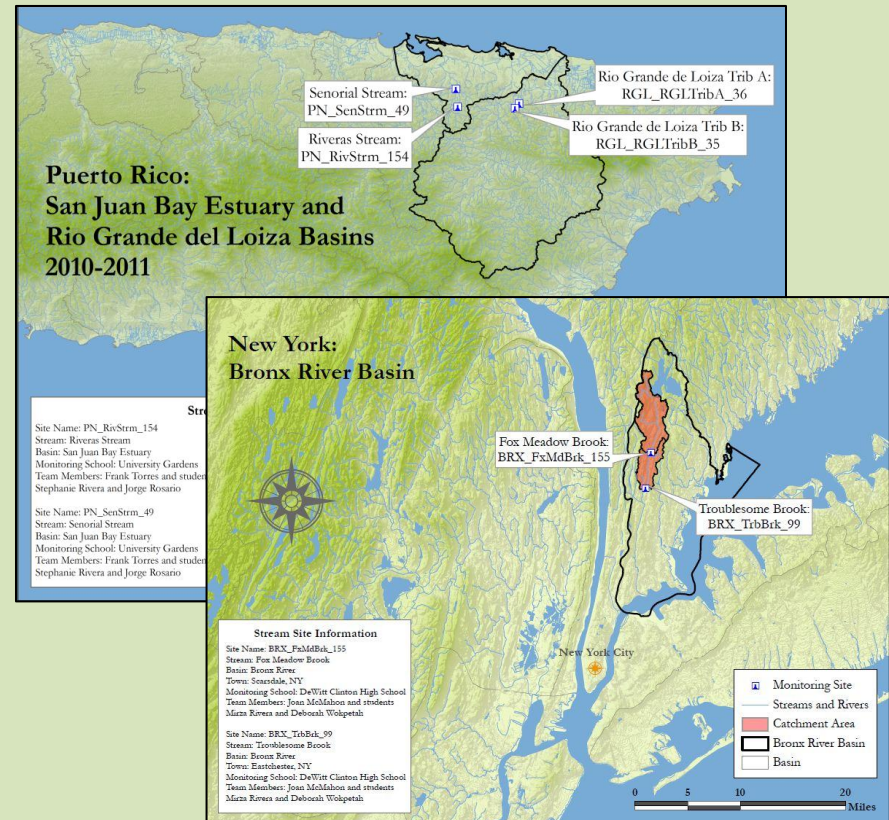 Senorial Stream:
PN_SenStrm_49
Riveras Stream:
PN_RivStrm_154
Rio Grande de Loiza Trib A:
RGL_RGLTribA_36
Rio Grande de Loiza Trib B:
RGL_RGLTribB_35
Puerto Rico:
San Juan Bay Estuary and
Rio Grande del Loiza Basins
2010-2011
Site Name: PN_RivStrm_154
Stream: Riveras Stream
Basin: San Juan Bay Estuary
Monitoring School: University Gardens
Team Members: Frank Torres and
Stephanie Rivera and Jorge Rosario
Site Name: PN_SenStrm_49
Stream: Senorial Stream
Basin: San Juan Bay Estuary
Monitoring School: University Gardens
Team Members: Frank Torres and
Stephanie Rivera and Jorge Rosario
New York:
Bronx River Basin
Fox Meadow Brook:
BRX_FxMdBrk_155
Troublesome Brook:
BRX_TrbBrk_99
New York City
Stream Site Information
Site Name: BRX_FxMdBrk_155
Stream: Fox Meadow Brook
Basin: Bronx River
Town: Scarsdale, NY
Monitoring School: DeWitt Clinton High School
Team Members: Joan McMahon and students
Mirza Rivera and Deborah Wokpetah
Site Name: BRX_TrbBrk_99
Stream: Troublesome Brook
Basin: Bronx River
Town: Eastchester, NY
Monitoring School: DeWitt Clinton High School
Team Members: Joan McMahon and students
Mirza Rivera and Deborah Wokpetah
Monitoring Site
Streams and Rivers
Catchment Area
Bronx River Basin
Basin
0 5 10 20
Miles